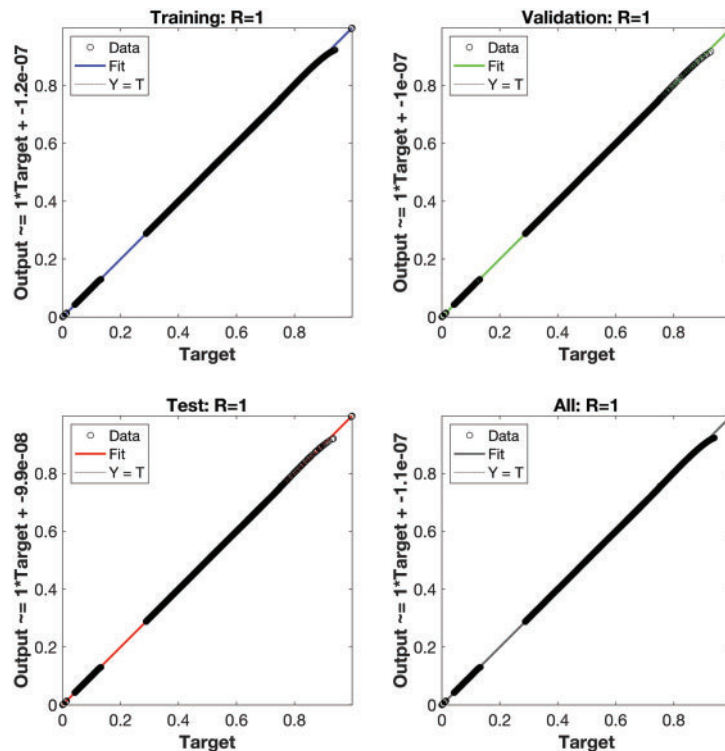 Training: R=1
Output ~= 1*Target + -1.2e-07
0.8
0.6
0.4
0.2
0
Data
Fit
Y = T
0 0.2 0.4 0.6 0.8
Target
Validation: R=1
Output ~= 1*Target + -1e-07
0.8
0.6
0.4
0.2
0
Data
Fit
Y = T
0 0.2 0.4 0.6 0.8
Target
Test: R=1
Output ~= 1*Target + -9.9e-08
0.8
0.6
0.4
0.2
0
Data
Fit
Y = T
0 0.2 0.4 0.6 0.8
Target
All: R=1
Output ~= 1*Target + -1.1e-07
0.8
0.6
0.4
0.2
0
Data
Fit
Y = T
0 0.2 0.4 0.6 0.8
Target